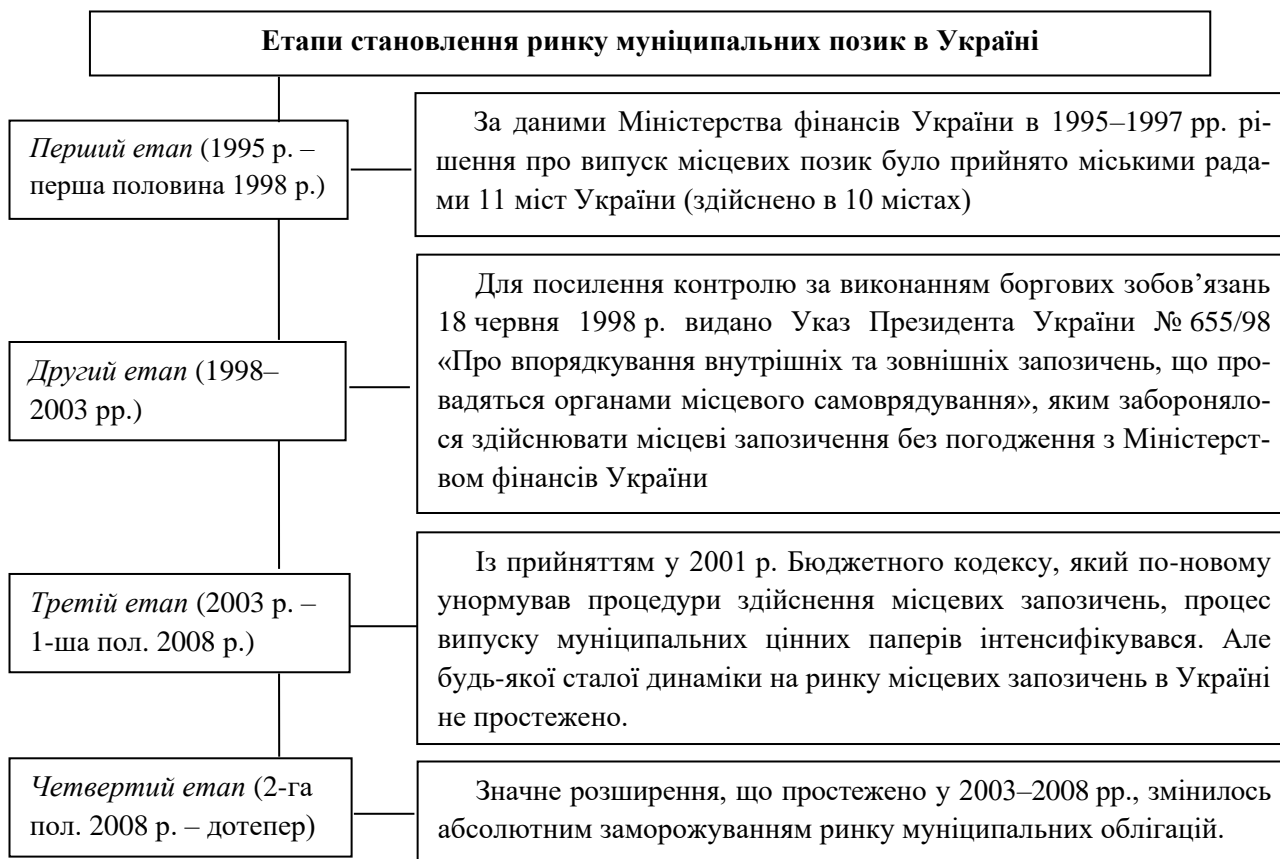 Етапи становлення ринку муніципальних позик в Україні
Перший етап (1995 р. –
перша половина 1998 р.)
За даними Міністерства фінансів України в 1995–1997 рр. рі-
шення про випуск місцевих позик було прийнято міськими рада-
ми 11 міст України (здійснено в 10 містах)
Другий етап (1998–
2003 рр.)
Для посилення контролю за виконанням боргових зобов’язань
18 червня 1998 р. видано Указ Президента України № 655/98
«Про впорядкування внутрішніх та зовнішніх запозичень, що про-
вадяться органами місцевого самоврядування», яким забороняло-
ся здійснювати місцеві запозичення без погодження з Міністерст-
вом фінансів України
Третій етап (2003 р. –
1-ша пол. 2008 р.)
Із прийняттям у 2001 р. Бюджетного кодексу, який по-новому
унормував процедури здійснення місцевих запозичень, процес
випуску муніципальних цінних паперів інтенсифікувався. Але
будь-якої сталої динаміки на ринку місцевих запозичень в Україні
не простежено.
Четвертий етап (2-га
пол. 2008 р. – дотепер)
Значне розширення, що простежено у 2003–2008 рр., змінилось
абсолютним заморожуванням ринку муніципальних облігацій.